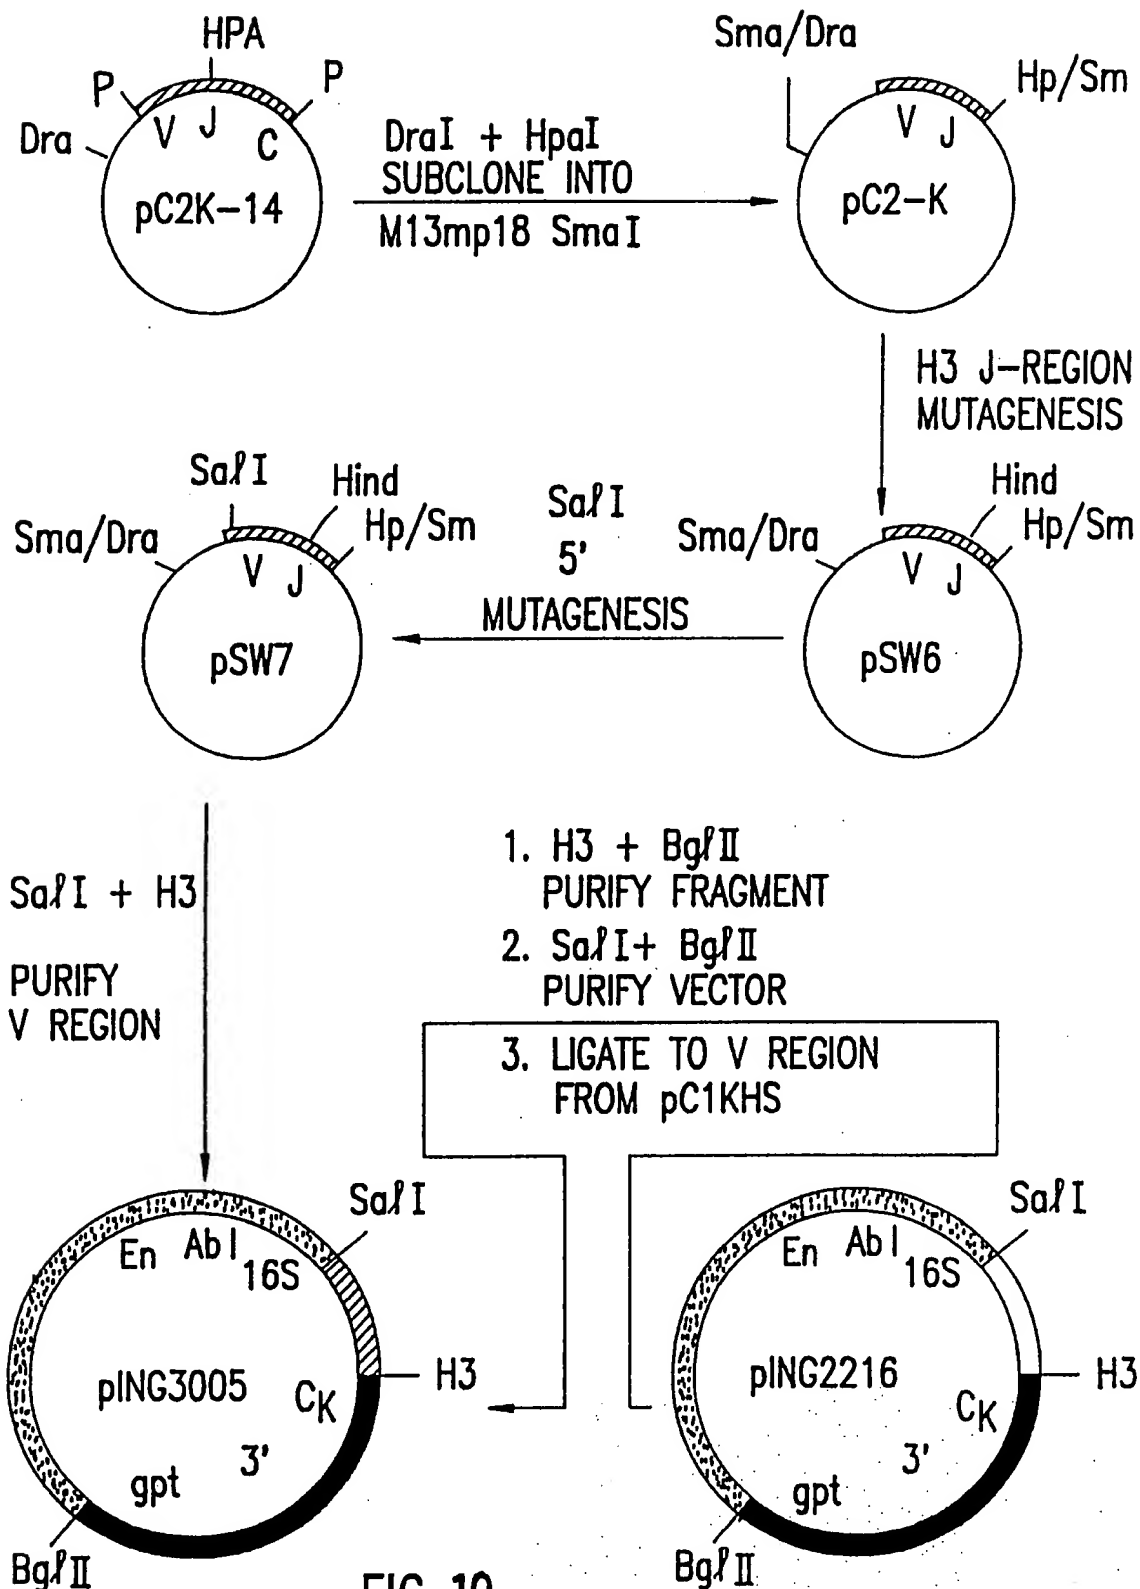 HPA
P
P
Dra
V J C
pC2K-14
DraI + HpaI
SUBCLONE INTO
M13mp18 SmaI
Sma/Dra
Hp/Sm
V J
pC2-K
H3 J-REGION
MUTAGENESIS
SalI
Hind
Sma/Dra
Hp/Sm
V J
pSW7
SalI
5'
MUTAGENESIS
Hind
Sma/Dra
Hp/Sm
V J
pSW6
SalI + H3
PURIFY
V REGION
1. H3 + BglII
PURIFY FRAGMENT
2. SalI+ BglII
PURIFY VECTOR
3. LIGATE TO V REGION
FROM pC1KHS
SalI
En AbI 16S
pING3005
H3
CK
3'
gpt
BglII
SalI
En AbI 16S
pING2216
H3
CK
3'
gpt
BglII
FIG. 19